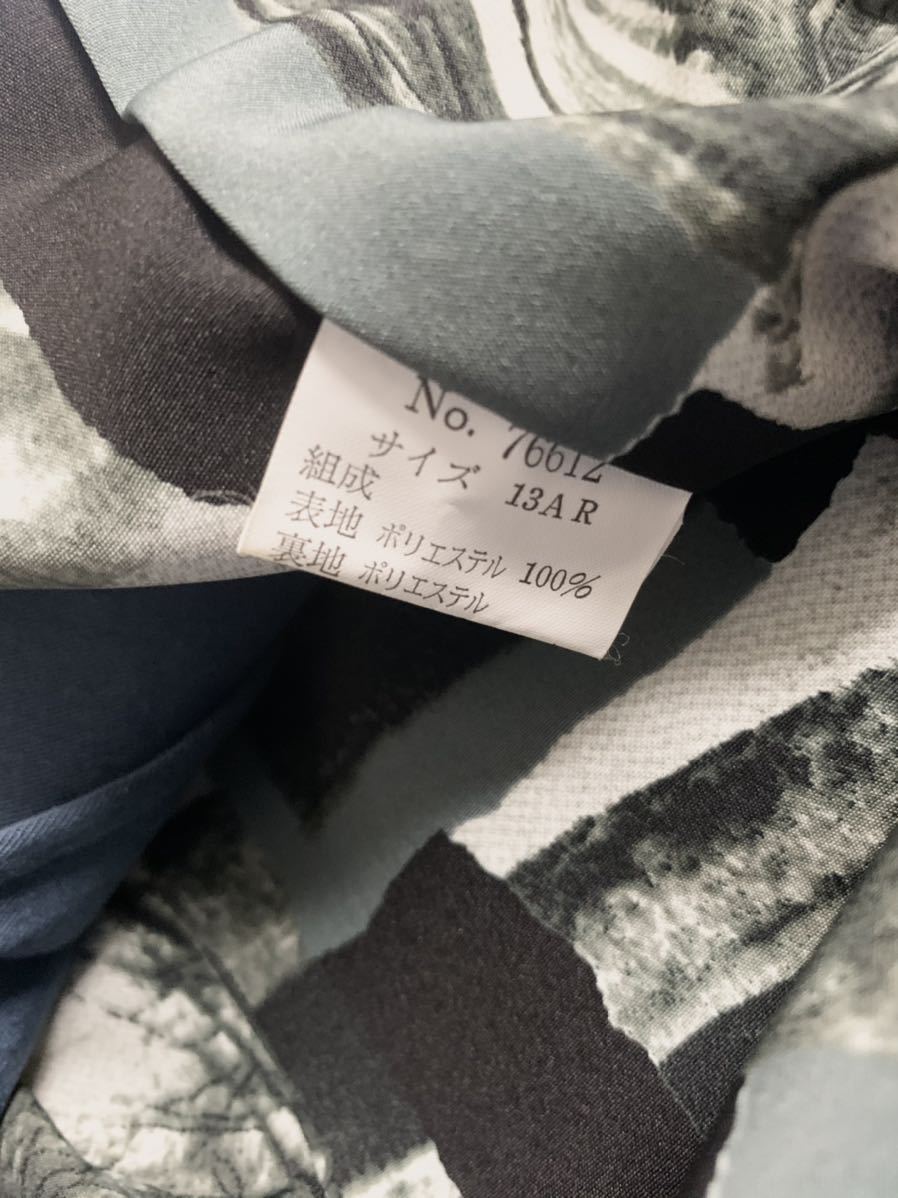 No. 76612
サイズ 13AR
組成
表地 ポリエステル 100%
裏地 ポリエステル